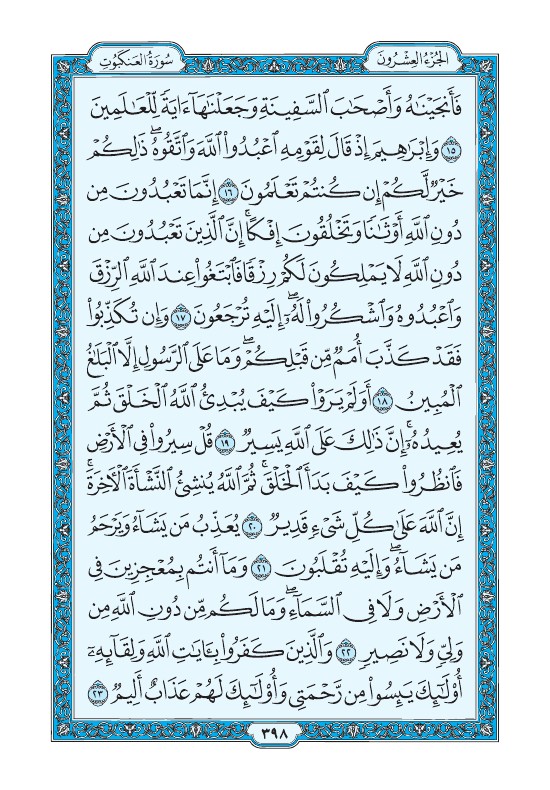 الجُزْءُ العِشْرُونَ
سُورَةُ العَنكَبُوتِ
فَأَنجَيْنَٰهُ وَأَصْحَٰبَ ٱلسَّفِينَةِ وَجَعَلْنَٰهَآ ءَايَةً لِّلْعَٰلَمِينَ
١٥ وَإِبْرَٰهِيمَ إِذْ قَالَ لِقَوْمِهِ ٱعْبُدُوا۟ ٱللَّهَ وَٱتَّقُوهُ ۖ ذَٰلِكُمْ
خَيْرٌ لَّكُمْ إِن كُنتُمْ تَعْلَمُونَ ١٦ إِنَّمَا تَعْبُدُونَ مِن
دُونِ ٱللَّهِ أَوْثَٰنًا وَتَخْلُقُونَ إِفْكًا ۚ إِنَّ ٱلَّذِينَ تَعْبُدُونَ مِن
دُونِ ٱللَّهِ لَا يَمْلِكُونَ لَكُمْ رِزْقًا فَٱبْتَغُوا۟ عِندَ ٱللَّهِ ٱلرِّزْقَ
وَٱعْبُدُوهُ وَٱشْكُرُوا۟ لَهُۥٓ ۖ إِلَيْهِ تُرْجَعُونَ ١٧ وَإِن تُكَذِّبُوا۟
فَقَدْ كَذَّبَ أُمَمٌ مِّن قَبْلِكُمْ ۖ وَمَا عَلَى ٱلرَّسُولِ إِلَّا ٱلْبَلَٰغُ
ٱلْمُبِينُ ١٨ أَوَلَمْ يَرَوْا۟ كَيْفَ يُبْدِئُ ٱللَّهُ ٱلْخَلْقَ ثُمَّ
يُعِيدُهُۥٓ ۚ إِنَّ ذَٰلِكَ عَلَى ٱللَّهِ يَسِيرٌ ١٩ قُلْ سِيرُوا۟ فِى ٱلْأَرْضِ
فَٱنظُرُوا۟ كَيْفَ بَدَأَ ٱلْخَلْقَ ۚ ثُمَّ ٱللَّهُ يُنشِئُ ٱلنَّشْأَةَ ٱلْءَاخِرَةَ ۚ
إِنَّ ٱللَّهَ عَلَىٰ كُلِّ شَىْءٍ قَدِيرٌ ٢٠ يُعَذِّبُ مَن يَشَآءُ وَيَرْحَمُ
مَن يَشَآءُ ۖ وَإِلَيْهِ تُقْلَبُونَ ٢١ وَمَآ أَنتُم بِمُعْجِزِينَ فِى
ٱلْأَرْضِ وَلَا فِى ٱلسَّمَآءِ ۖ وَمَا لَكُم مِّن دُونِ ٱللَّهِ مِن
وَلِىٍّ وَلَا نَصِيرٍ ٢٢ وَٱلَّذِينَ كَفَرُوا۟ بِـَٔايَٰتِ ٱللَّهِ وَلِقَآئِهِۦٓ
أُو۟لَٰٓئِكَ يَئِسُوا۟ مِن رَّحْمَتِى وَأُو۟لَٰٓئِكَ لَهُمْ عَذَابٌ أَلِيمٌ ٢٣
٣٩٨